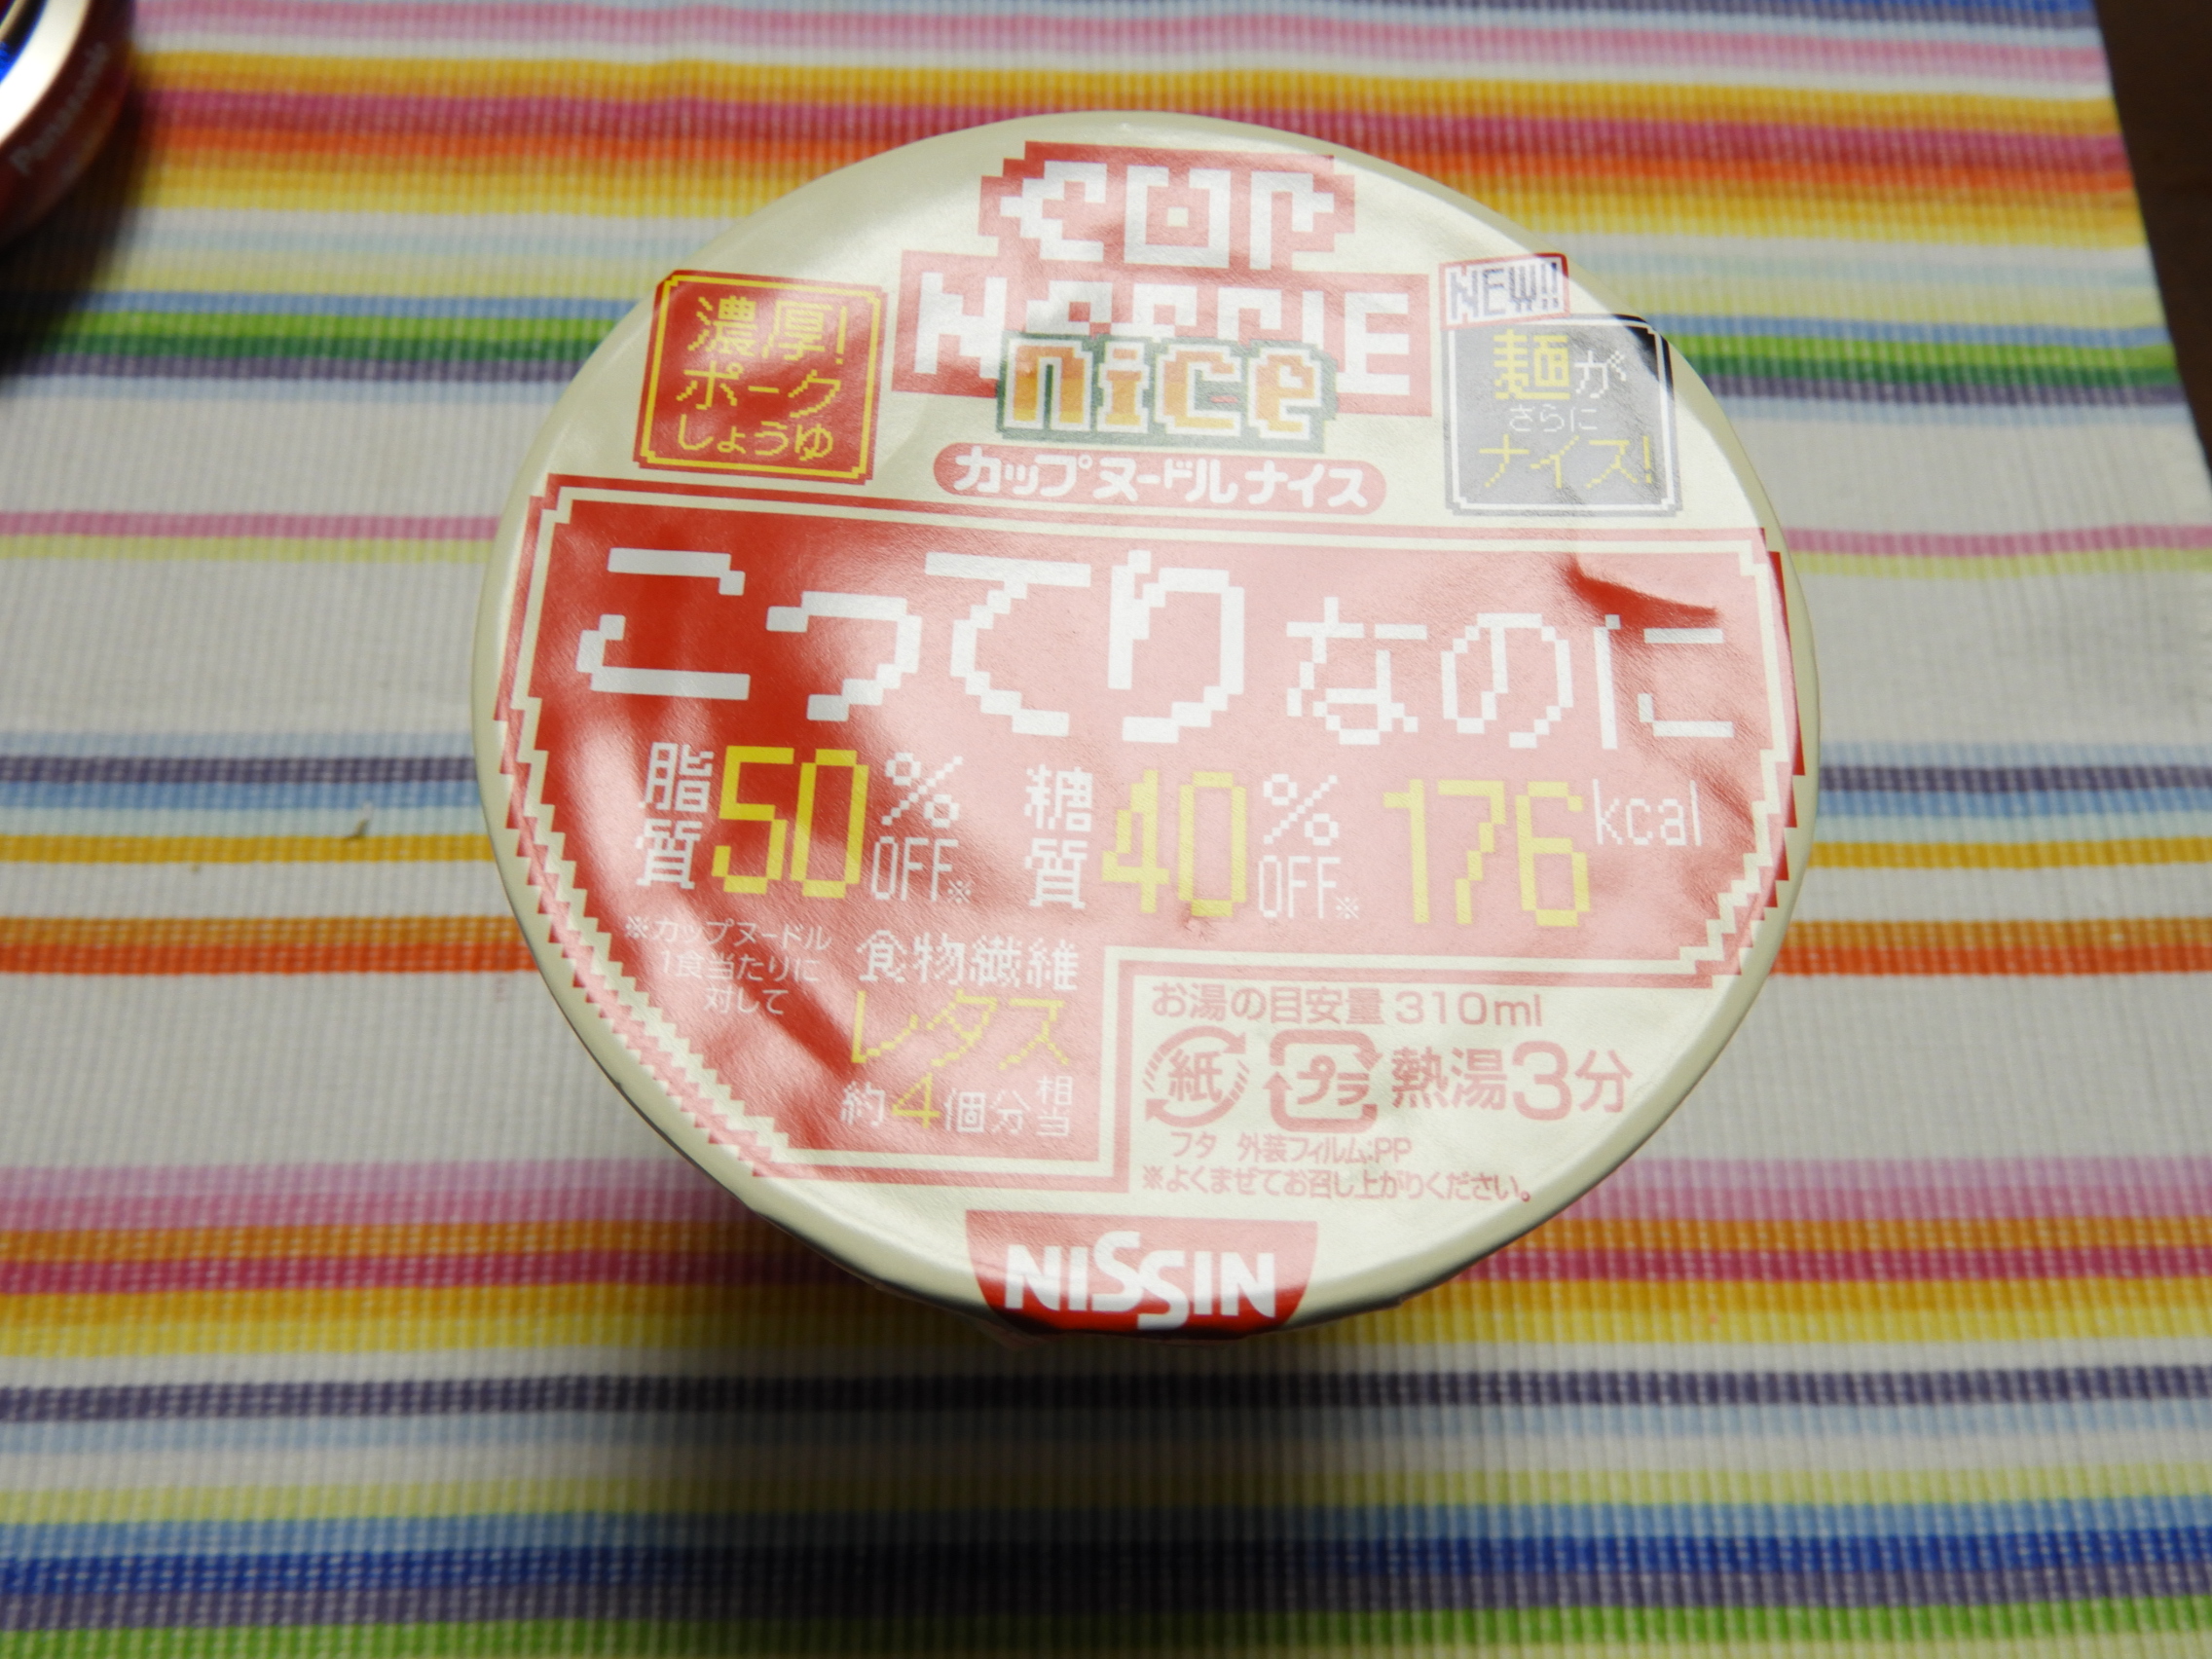 CUP
NOODLE
nice
カップヌードルナイス
濃厚!
ポーク
しょうゆ
NEW!!
麺が
さらに
ナイス!
こってりなのに
脂質50%OFF※ 糖質40%OFF※ 176kcal
※カップヌードル
1食当たりに
対して
食物繊維
レタス
約4個分相当
お湯の目安量 310ml
紙 プラ 熱湯3分
フタ 外装フィルム:PP
※よくまぜてお召し上がりください。
NISSIN
Panasonic